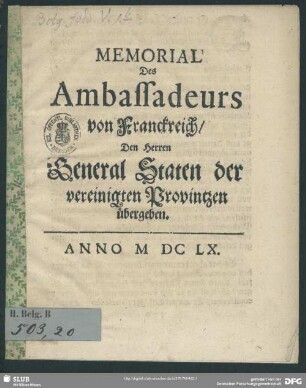 MEMORIAL
Des
Ambassadeurs
von Franckreich/
Den Herren
General Staten der
vereinigten Provintzen
übergeben.
ANNO M DC LX.
H. Belg. B
503,20
SLUB
DFG